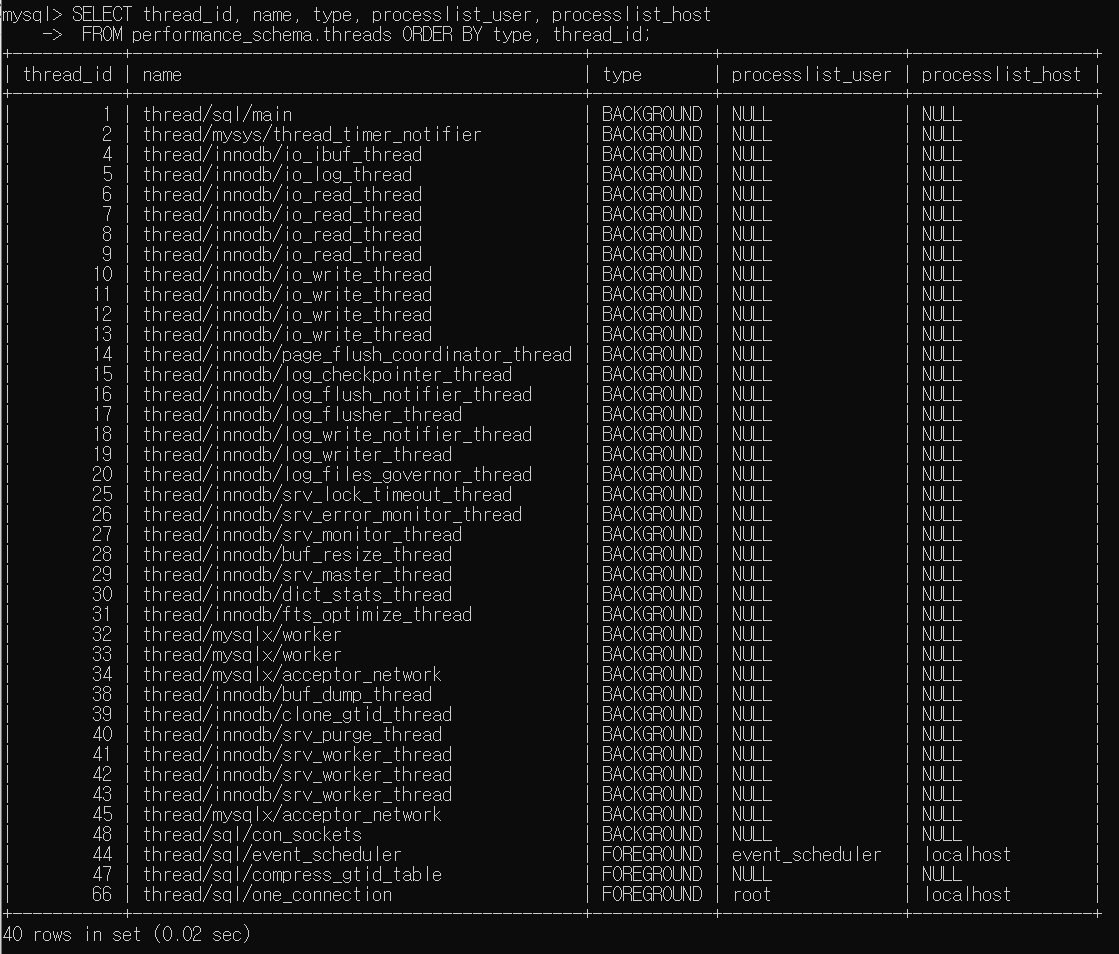 mysql> SELECT thread_id, name, type, processlist_user, processlist_host
    ->  FROM performance_schema.threads ORDER BY type, thread_id;
+-----------+-------------------------------------------+------------+------------------+------------------+
| thread_id | name                                      | type       | processlist_user | processlist_host |
+-----------+-------------------------------------------+------------+------------------+------------------+
|         1 | thread/sql/main                           | BACKGROUND | NULL             | NULL             |
|         2 | thread/mysys/thread_timer_notifier        | BACKGROUND | NULL             | NULL             |
|         4 | thread/innodb/io_ibuf_thread              | BACKGROUND | NULL             | NULL             |
|         5 | thread/innodb/io_log_thread               | BACKGROUND | NULL             | NULL             |
|         6 | thread/innodb/io_read_thread              | BACKGROUND | NULL             | NULL             |
|         7 | thread/innodb/io_read_thread              | BACKGROUND | NULL             | NULL             |
|         8 | thread/innodb/io_read_thread              | BACKGROUND | NULL             | NULL             |
|         9 | thread/innodb/io_read_thread              | BACKGROUND | NULL             | NULL             |
|        10 | thread/innodb/io_write_thread             | BACKGROUND | NULL             | NULL             |
|        11 | thread/innodb/io_write_thread             | BACKGROUND | NULL             | NULL             |
|        12 | thread/innodb/io_write_thread             | BACKGROUND | NULL             | NULL             |
|        13 | thread/innodb/io_write_thread             | BACKGROUND | NULL             | NULL             |
|        14 | thread/innodb/page_flush_coordinator_thread | BACKGROUND | NULL             | NULL             |
|        15 | thread/innodb/log_checkpointer_thread     | BACKGROUND | NULL             | NULL             |
|        16 | thread/innodb/log_flush_notifier_thread   | BACKGROUND | NULL             | NULL             |
|        17 | thread/innodb/log_flusher_thread          | BACKGROUND | NULL             | NULL             |
|        18 | thread/innodb/log_write_notifier_thread   | BACKGROUND | NULL             | NULL             |
|        19 | thread/innodb/log_writer_thread           | BACKGROUND | NULL             | NULL             |
|        20 | thread/innodb/log_files_governor_thread   | BACKGROUND | NULL             | NULL             |
|        25 | thread/innodb/srv_lock_timeout_thread     | BACKGROUND | NULL             | NULL             |
|        26 | thread/innodb/srv_error_monitor_thread    | BACKGROUND | NULL             | NULL             |
|        27 | thread/innodb/srv_monitor_thread          | BACKGROUND | NULL             | NULL             |
|        28 | thread/innodb/buf_resize_thread           | BACKGROUND | NULL             | NULL             |
|        29 | thread/innodb/srv_master_thread           | BACKGROUND | NULL             | NULL             |
|        30 | thread/innodb/dict_stats_thread           | BACKGROUND | NULL             | NULL             |
|        31 | thread/innodb/fts_optimize_thread         | BACKGROUND | NULL             | NULL             |
|        32 | thread/mysqlx/worker                      | BACKGROUND | NULL             | NULL             |
|        33 | thread/mysqlx/worker                      | BACKGROUND | NULL             | NULL             |
|        34 | thread/mysqlx/acceptor_network            | BACKGROUND | NULL             | NULL             |
|        38 | thread/innodb/buf_dump_thread             | BACKGROUND | NULL             | NULL             |
|        39 | thread/innodb/clone_gtid_thread           | BACKGROUND | NULL             | NULL             |
|        40 | thread/innodb/srv_purge_thread            | BACKGROUND | NULL             | NULL             |
|        41 | thread/innodb/srv_worker_thread           | BACKGROUND | NULL             | NULL             |
|        42 | thread/innodb/srv_worker_thread           | BACKGROUND | NULL             | NULL             |
|        43 | thread/innodb/srv_worker_thread           | BACKGROUND | NULL             | NULL             |
|        45 | thread/mysqlx/acceptor_network            | BACKGROUND | NULL             | NULL             |
|        48 | thread/sql/con_sockets                    | BACKGROUND | NULL             | NULL             |
|        44 | thread/sql/event_scheduler                | FOREGROUND | event_scheduler  | localhost        |
|        47 | thread/sql/compress_gtid_table            | FOREGROUND | NULL             | NULL             |
|        66 | thread/sql/one_connection                 | FOREGROUND | root             | localhost        |
+-----------+-------------------------------------------+------------+------------------+------------------+
40 rows in set (0.02 sec)